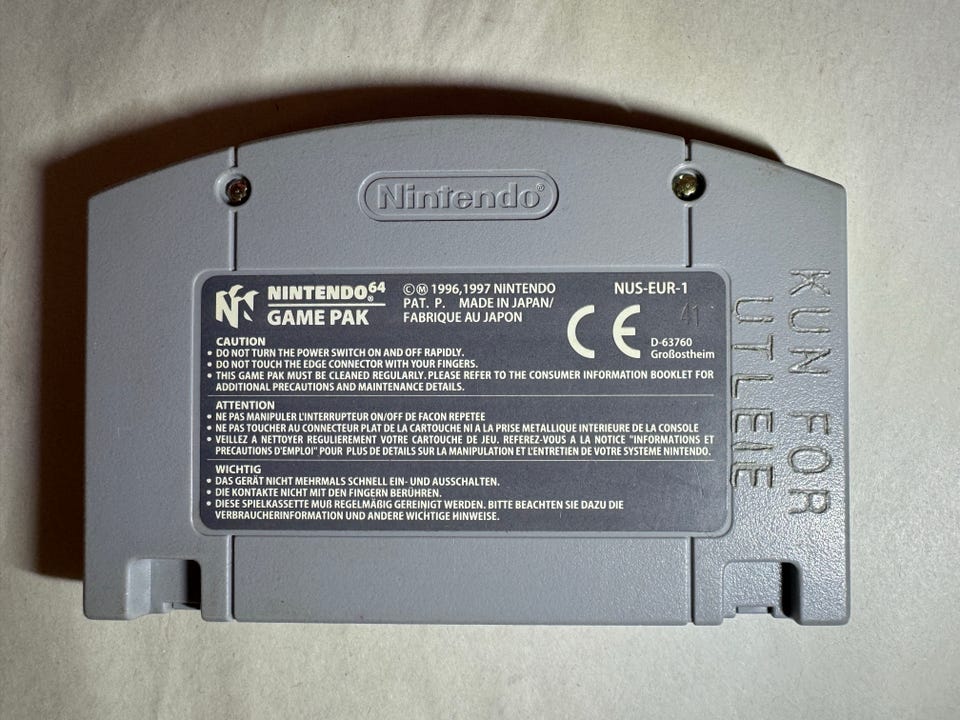 Nintendo®
NINTENDO64®
GAME PAK
©Ⓜ 1996,1997 NINTENDO
PAT. P. MADE IN JAPAN/
FABRIQUE AU JAPON
NUS-EUR-1
41
CE
D-63760
Großostheim
CAUTION
• DO NOT TURN THE POWER SWITCH ON AND OFF RAPIDLY.
• DO NOT TOUCH THE EDGE CONNECTOR WITH YOUR FINGERS.
• THIS GAME PAK MUST BE CLEANED REGULARLY. PLEASE REFER TO THE CONSUMER INFORMATION BOOKLET FOR
ADDITIONAL PRECAUTIONS AND MAINTENANCE DETAILS.
ATTENTION
• NE PAS MANIPULER L'INTERRUPTEUR ON/OFF DE FACON REPETEE
• NE PAS TOUCHER AU CONNECTEUR PLAT DE LA CARTOUCHE NI A LA PRISE METALLIQUE INTERIEURE DE LA CONSOLE
• VEILLEZ A NETTOYER REGULIEREMENT VOTRE CARTOUCHE DE JEU. REFEREZ-VOUS A LA NOTICE "INFORMATIONS ET
PRECAUTIONS D'EMPLOI" POUR PLUS DE DETAILS SUR LA MANIPULATION ET L'ENTRETIEN DE VOTRE SYSTEME NINTENDO.
WICHTIG
• DAS GERÄT NICHT MEHRMALS SCHNELL EIN- UND AUSSCHALTEN.
• DIE KONTAKTE NICHT MIT DEN FINGERN BERÜHREN.
• DIESE SPIELKASSETTE MUß REGELMÄßIG GEREINIGT WERDEN. BITTE BEACHTEN SIE DAZU DIE
VERBRAUCHERINFORMATION UND ANDERE WICHTIGE HINWEISE.
KUN FOR
UTLEIE